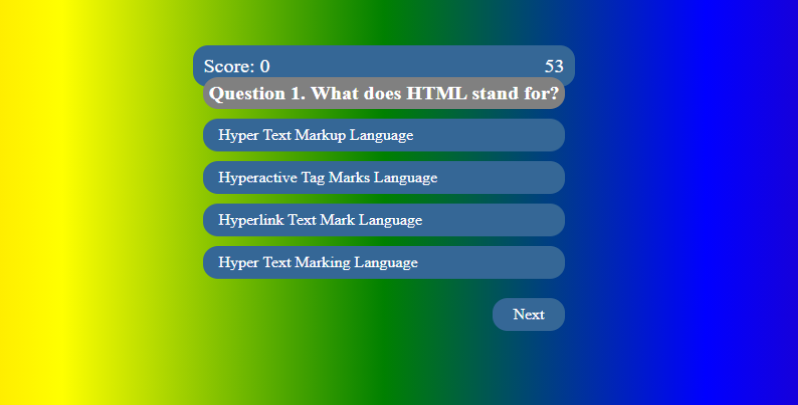 Score: 0 53
Question 1. What does HTML stand for?
Hyper Text Markup Language
Hyperactive Tag Marks Language
Hyperlink Text Mark Language
Hyper Text Marking Language
Next